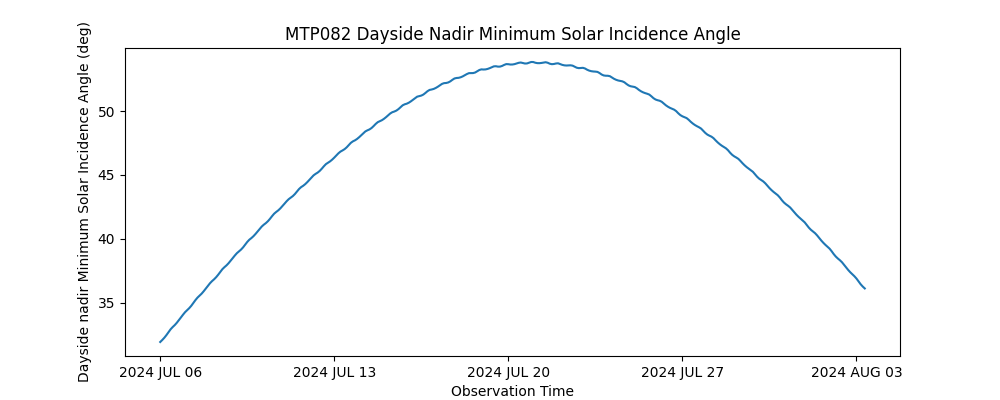 MTP082 Dayside Nadir Minimum Solar Incidence Angle
Dayside nadir Minimum Solar Incidence Angle (deg)
50
45
40
35
2024 JUL 06
2024 JUL 13
2024 JUL 20
2024 JUL 27
2024 AUG 03
Observation Time